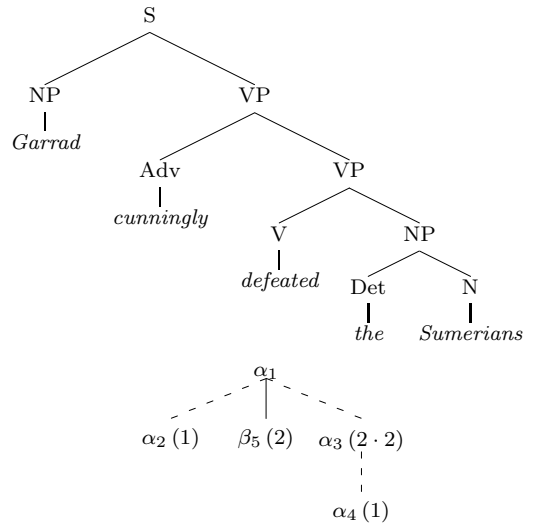 S
NP VP
Garrad
Adv VP
cunningly
V NP
defeated
Det N
the Sumerians
α₁
α₂ (1) β₅ (2) α₃ (2 · 2)
α₄ (1)